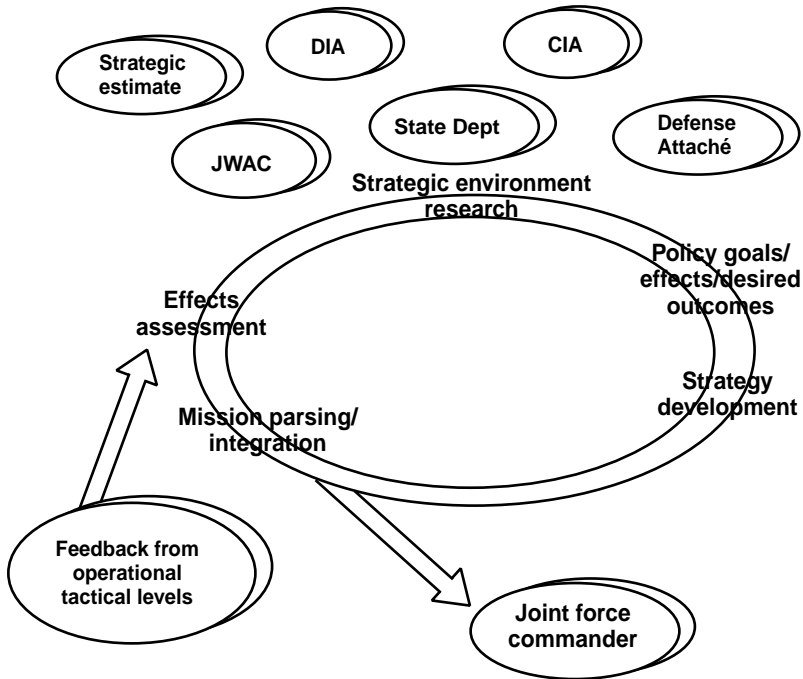 Strategic
estimate
DIA
CIA
JWAC
State Dept
Defense
Attaché
Strategic environment
research
Policy goals/
effects/desired
outcomes
Effects
assessment
Strategy
development
Mission parsing/
integration
Feedback from
operational
tactical levels
Joint force
commander